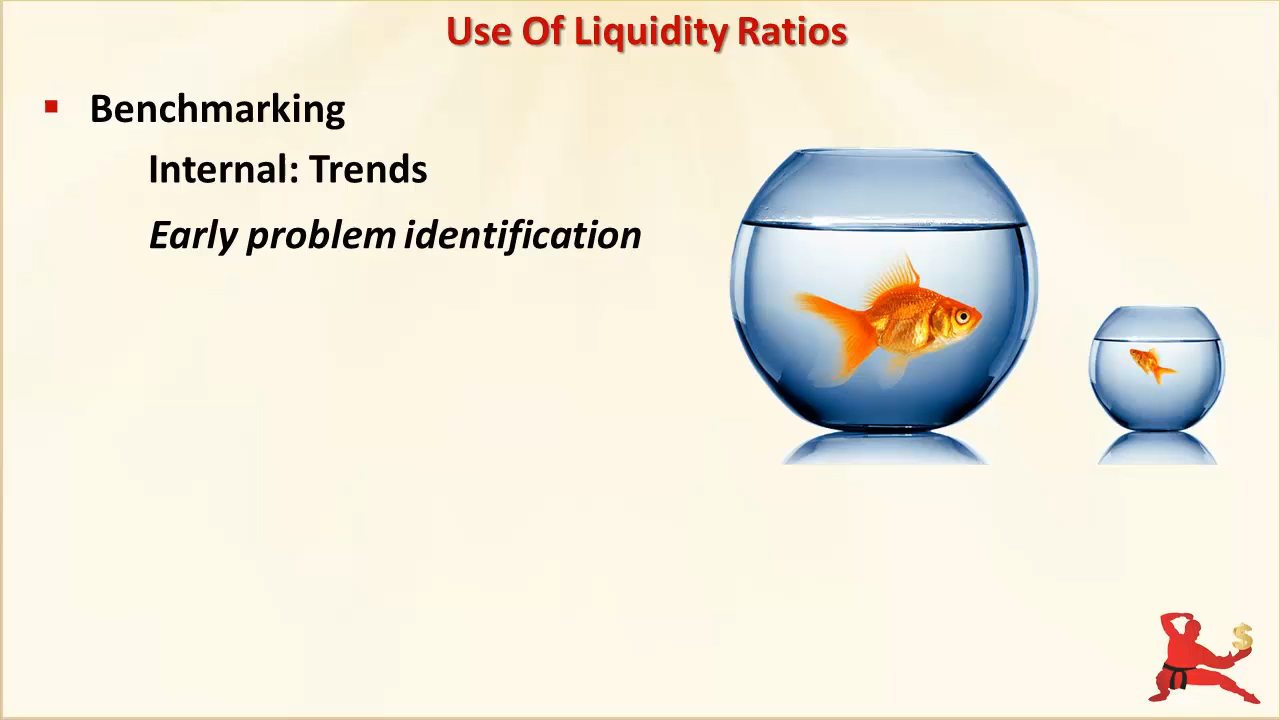 Use Of Liquidity Ratios
Benchmarking
Internal: Trends
Early problem identification
$